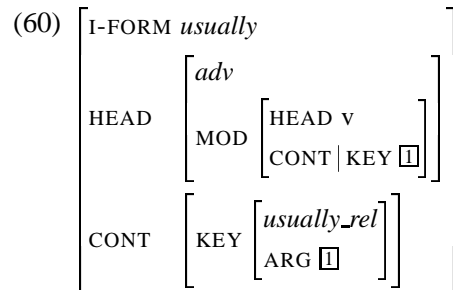 (60) I-FORM usually
HEAD adv
MOD HEAD v
CONT | KEY 1
CONT KEY usually_rel
ARG 1